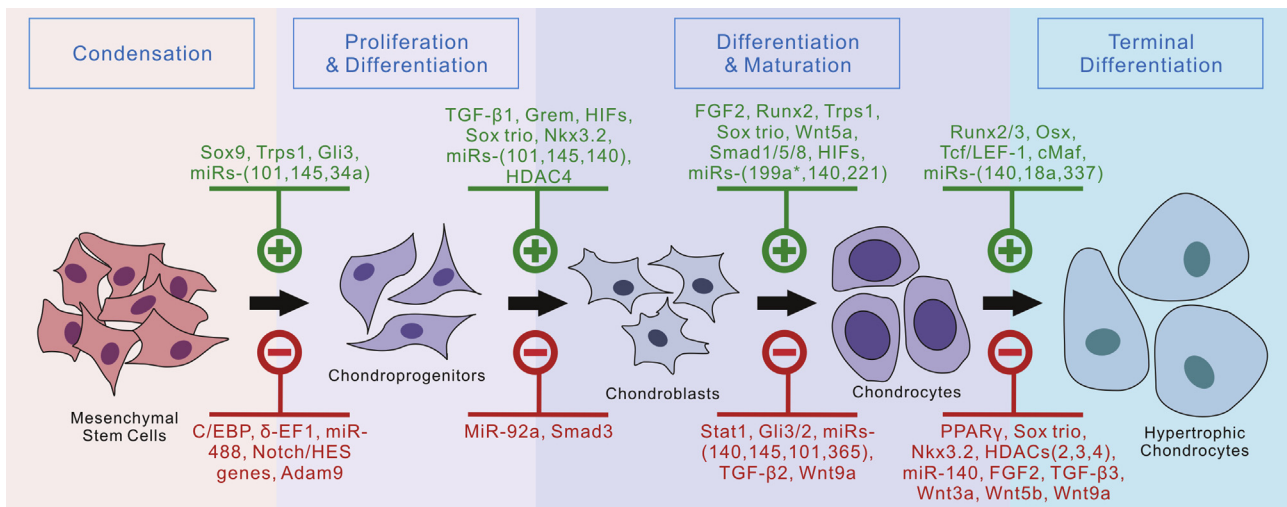 Condensation
Proliferation
& Differentiation
Differentiation
& Maturation
Terminal
Differentiation
Sox9, Trps1, Gli3,
miRs-(101,145,34a)
TGF-β1, Grem, HIFs,
Sox trio, Nkx3.2,
miRs-(101,145,140),
HDAC4
FGF2, Runx2, Trps1,
Sox trio, Wnt5a,
Smad1/5/8, HIFs,
miRs-(199a*,140,221)
Runx2/3, Osx,
Tcf/LEF-1, cMaf,
miRs-(140,18a,337)
Mesenchymal
Stem Cells
Chondroprogenitors
Chondroblasts
Chondrocytes
Hypertrophic
Chondrocytes
C/EBP, δ-EF1, miR-
488, Notch/HES
genes, Adam9
MiR-92a, Smad3
Stat1, Gli3/2, miRs-
(140,145,101,365),
TGF-β2, Wnt9a
PPARγ, Sox trio,
Nkx3.2, HDACs(2,3,4),
miR-140, FGF2, TGF-β3,
Wnt3a, Wnt5b, Wnt9a